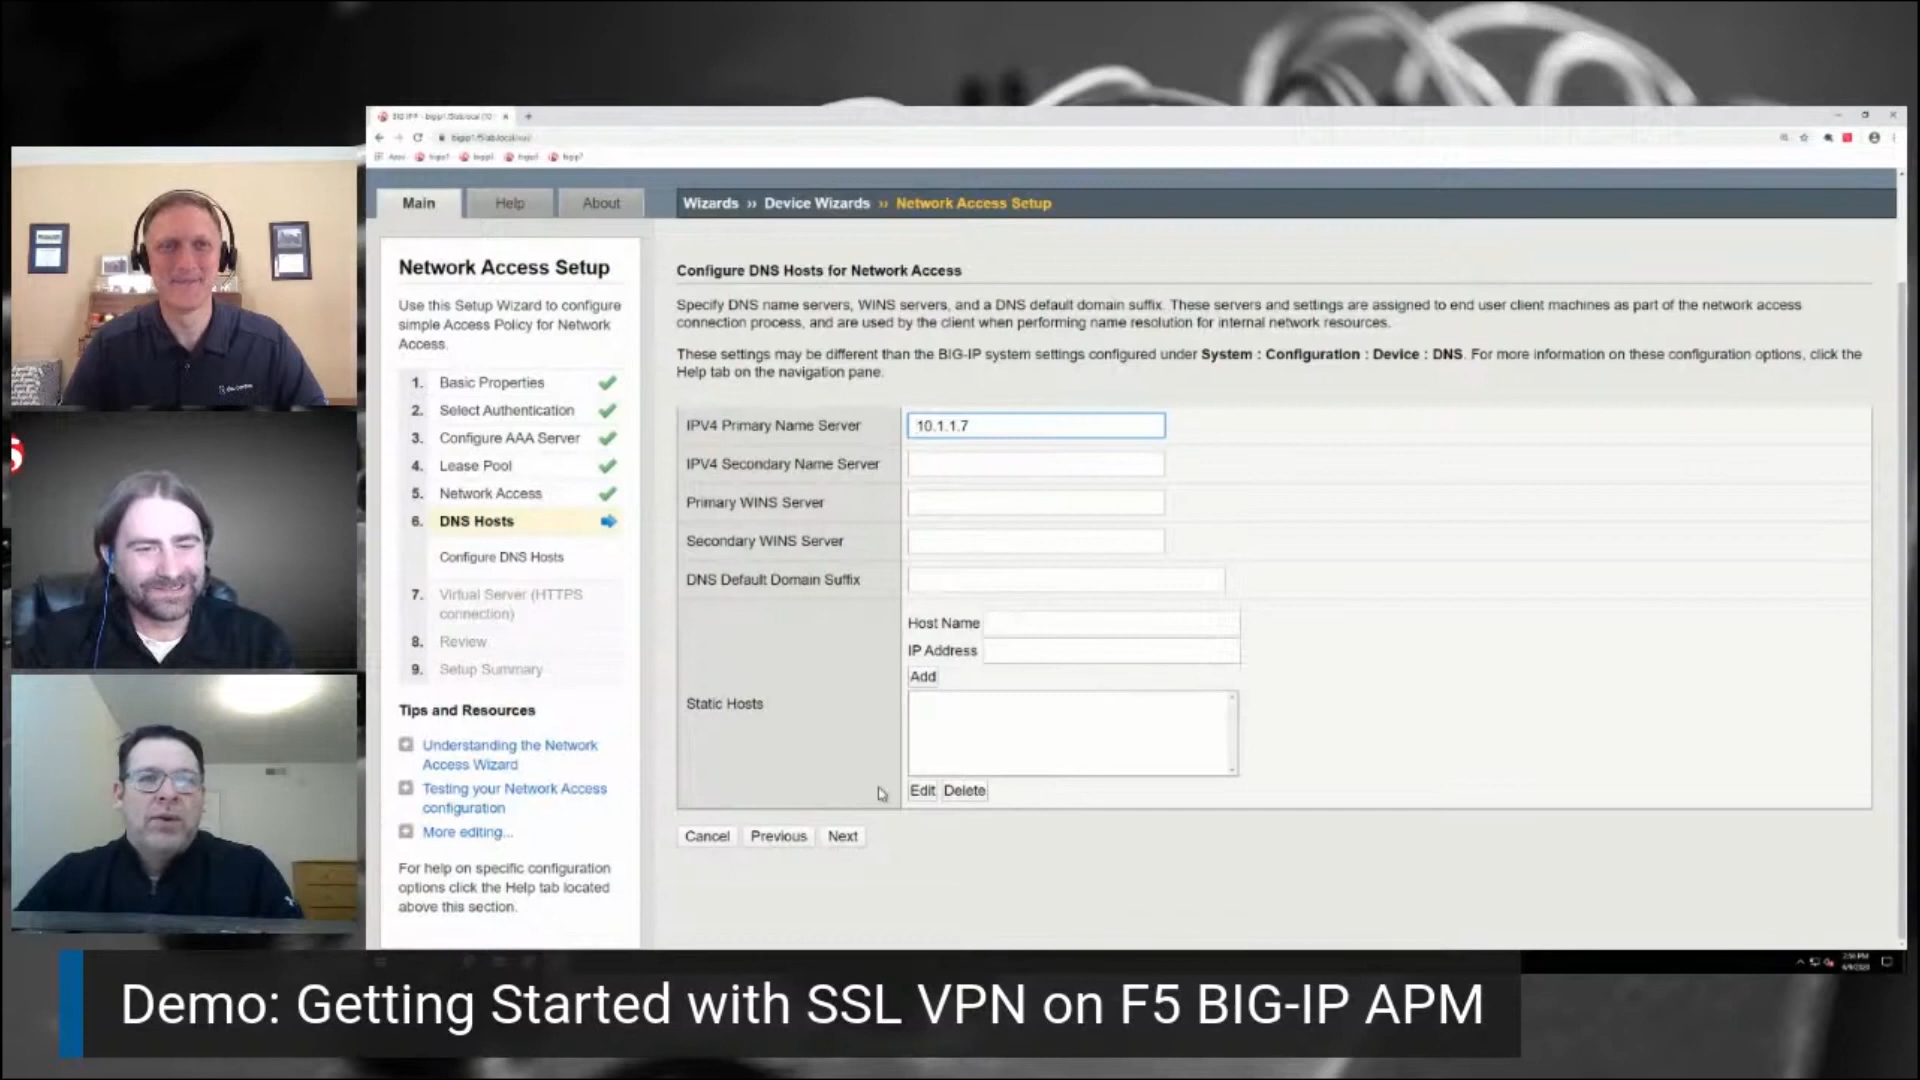 Main
Help
About
Wizards ›› Device Wizards ›› Network Access Setup
Network Access Setup
Use this Setup Wizard to configure
simple Access Policy for Network
Access.
1. Basic Properties
2. Select Authentication
3. Configure AAA Server
4. Lease Pool
5. Network Access
6. DNS Hosts
Configure DNS Hosts
7. Virtual Server (HTTPS
connection)
8. Review
9. Setup Summary
Tips and Resources
Understanding the Network
Access Wizard
Testing your Network Access
configuration
More editing...
For help on specific configuration
options click the Help tab located
above this section.
Configure DNS Hosts for Network Access
Specify DNS name servers, WINS servers, and a DNS default domain suffix. These servers and settings are assigned to end user client machines as part of the network access
connection process, and are used by the client when performing name resolution for internal network resources.
These settings may be different than the BIG-IP system settings configured under System : Configuration : Device : DNS. For more information on these configuration options, click the
Help tab on the navigation pane.
IPV4 Primary Name Server 10.1.1.7
IPV4 Secondary Name Server
Primary WINS Server
Secondary WINS Server
DNS Default Domain Suffix
Host Name
IP Address
Add
Static Hosts
Edit Delete
Cancel Previous Next
Demo: Getting Started with SSL VPN on F5 BIG-IP APM